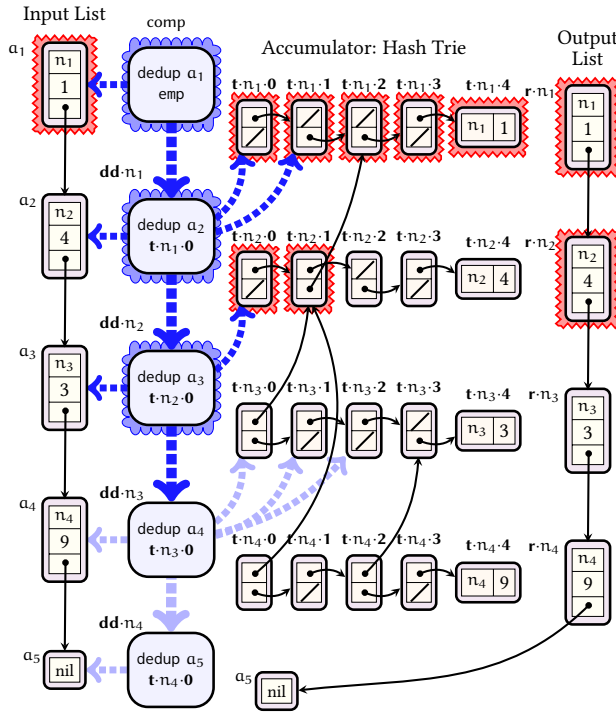 Input List
comp
Accumulator: Hash Trie
Output
List
a₁
n₁
1
dedup a₁
emp
t·n₁·0
t·n₁·1
t·n₁·2
t·n₁·3
t·n₁·4
n₁ 1
r·n₁
n₁
1
dd·n₁
a₂
n₂
4
dedup a₂
t·n₁·0
t·n₂·0
t·n₂·1
t·n₂·2
t·n₂·3
t·n₂·4
n₂ 4
r·n₂
n₂
4
dd·n₂
a₃
n₃
3
dedup a₃
t·n₂·0
t·n₃·0
t·n₃·1
t·n₃·2
t·n₃·3
t·n₃·4
n₃ 3
r·n₃
n₃
3
dd·n₃
a₄
n₄
9
dedup a₄
t·n₃·0
t·n₄·0
t·n₄·1
t·n₄·2
t·n₄·3
t·n₄·4
n₄ 9
r·n₄
n₄
9
dd·n₄
a₅
nil
dedup a₅
t·n₄·0
a₅
nil